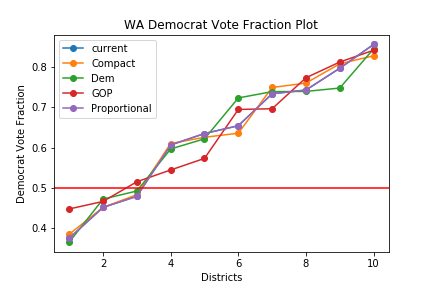 WA Democrat Vote Fraction Plot
current
Compact
Dem
GOP
Proportional
Democrat Vote Fraction
0.8
0.7
0.6
0.5
0.4
2 4 6 8 10
Districts